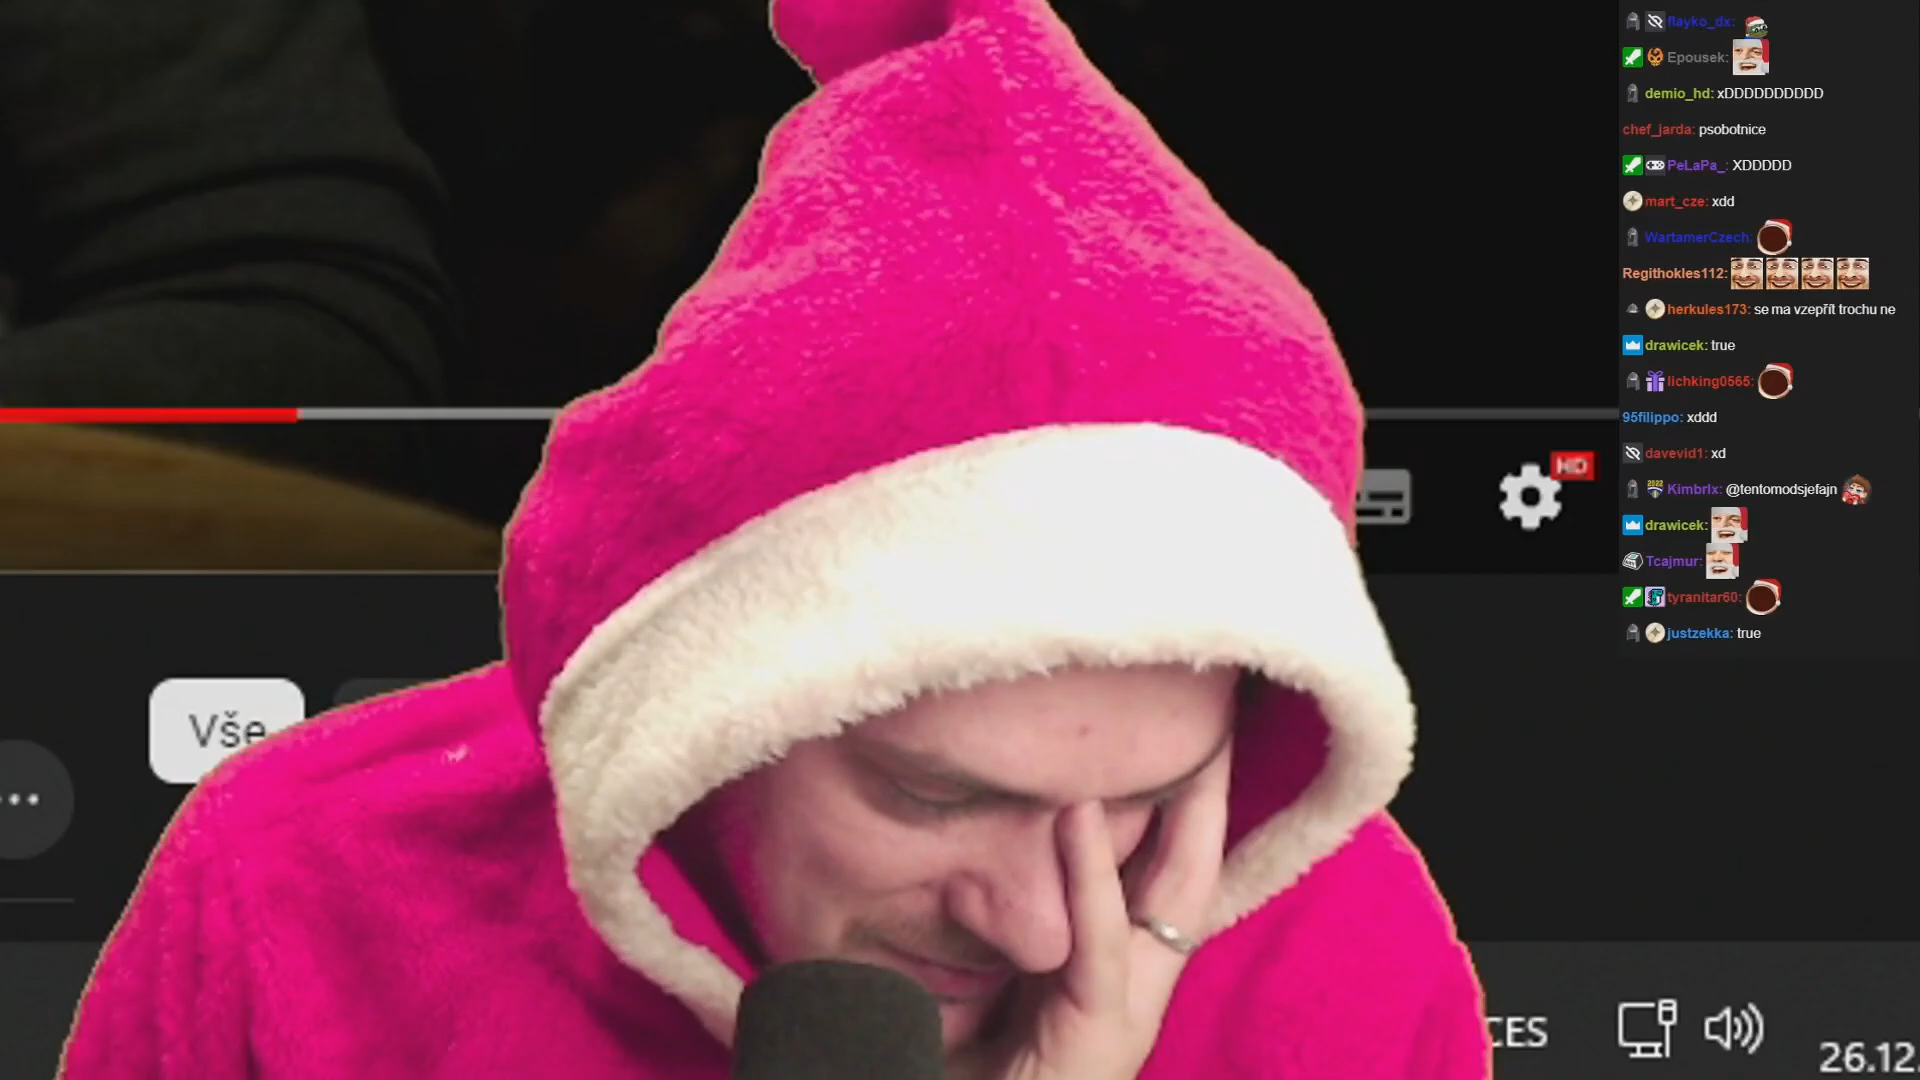 flayko_dx:
Epousek:
demio_hd: xDDDDDDDDDD
chef_jarda: psobotnice
PeLaPa_: XDDDDD
mart_cze: xdd
WartamerCzech:
Regithokles112:
herkules173: se ma vzepřít trochu ne
drawicek: true
lichking0565:
95filippo: xddd
davevid1: xd
2022 Kimbrlx: @tentomodsjefajn
drawicek:
Tcajmur:
tyranitar60:
justzekka: true
HD
Vše
CES
26.12.